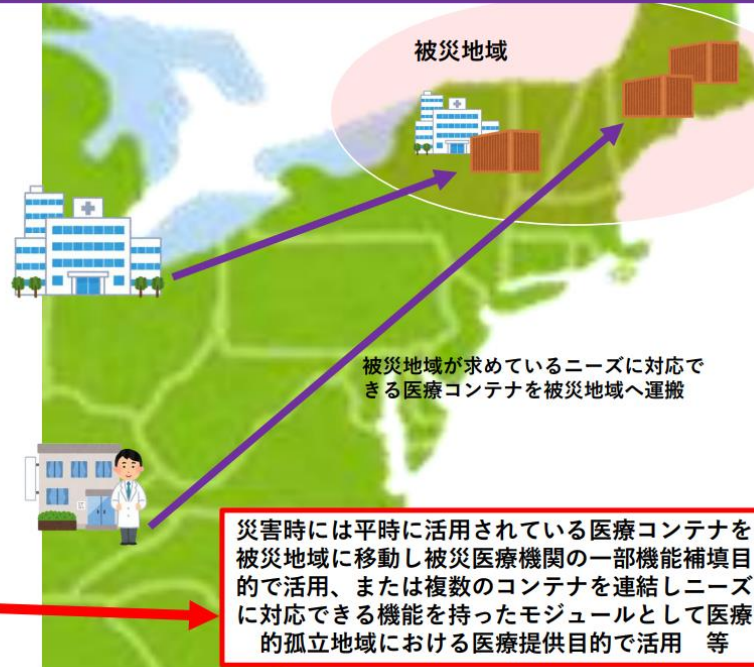 被災地域
被災地域が求めているニーズに対応で
きる医療コンテナを被災地域へ運搬
災害時には平時に活用されている医療コンテナを
被災地域に移動し被災医療機関の一部機能補填目
的で活用、または複数のコンテナを連結しニーズ
に対応できる機能を持ったモジュールとして医療
的孤立地域における医療提供目的で活用　等